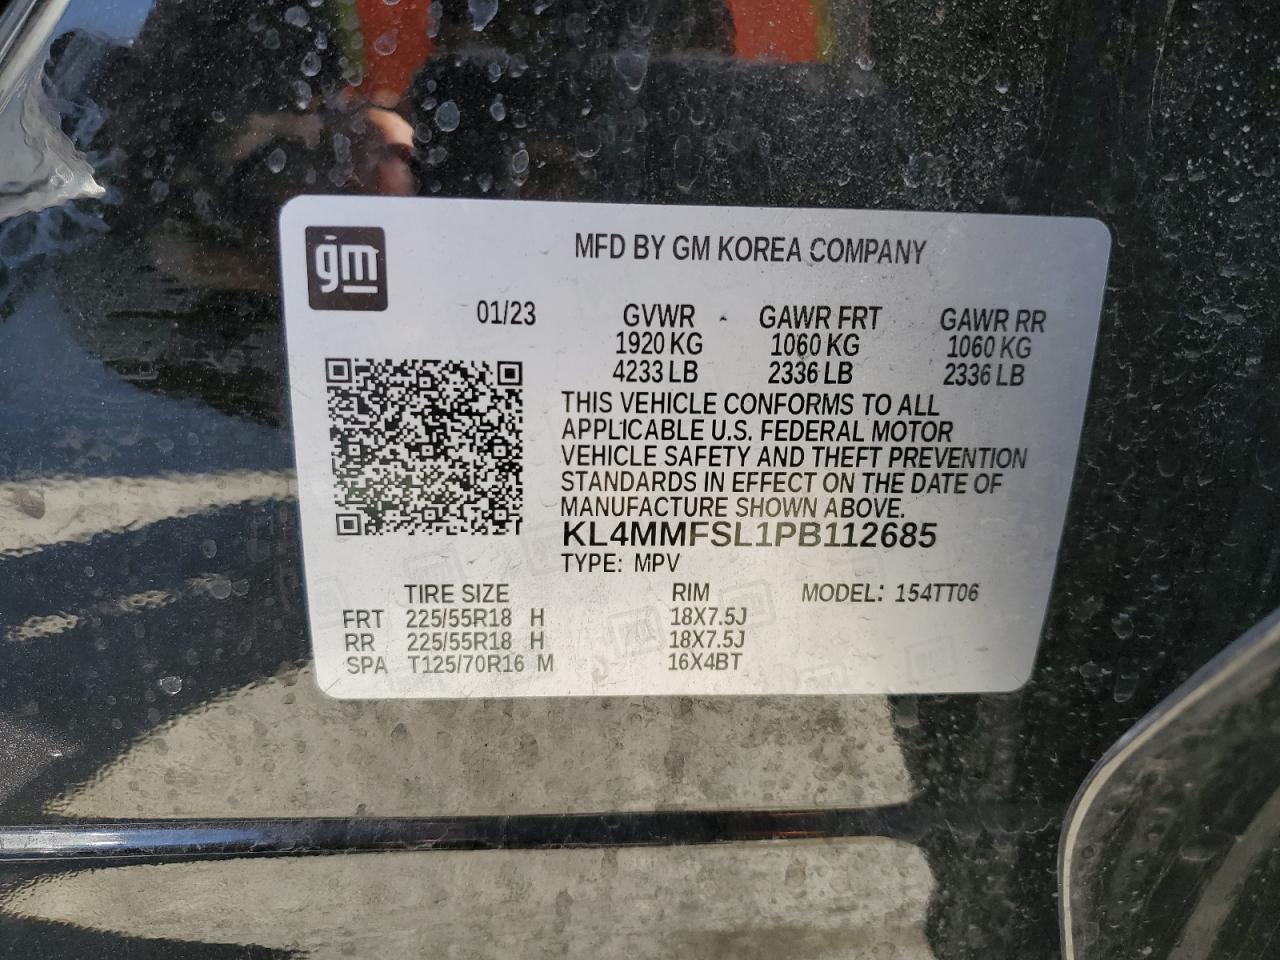 gm
MFD BY GM KOREA COMPANY
01/23 GVWR GAWR FRT GAWR RR
1920 KG 1060 KG 1060 KG
4233 LB 2336 LB 2336 LB
THIS VEHICLE CONFORMS TO ALL
APPLICABLE U.S. FEDERAL MOTOR
VEHICLE SAFETY AND THEFT PREVENTION
STANDARDS IN EFFECT ON THE DATE OF
MANUFACTURE SHOWN ABOVE.
KL4MMFSL1PB112685
TYPE: MPV
TIRE SIZE RIM MODEL: 154TT06
FRT 225/55R18 H 18X7.5J
RR 225/55R18 H 18X7.5J
SPA T125/70R16 M 16X4BT